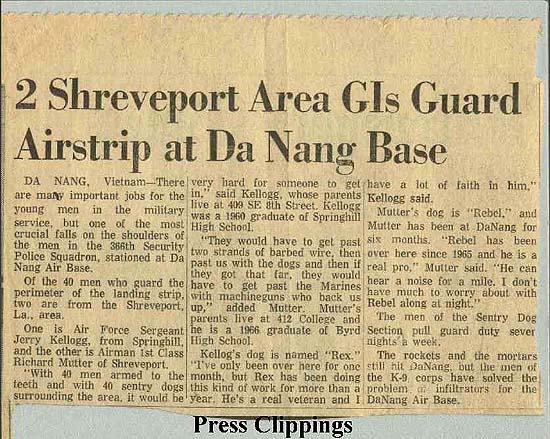 2 Shreveport Area GIs Guard
Airstrip at Da Nang Base
DA NANG, Vietnam—There
are many important jobs for the
young men in the military
service, but one of the most
crucial falls on the shoulders of
the men in the 366th Security
Police Squadron, stationed at Da
Nang Air Base.
Of the 40 men who guard the
perimeter of the landing strip,
two are from the Shreveport,
La., area.
One is Air Force Sergeant
Jerry Kellogg, from Springhill,
and the other is Airman 1st Class
Richard Mutter of Shreveport.
"With 40 men armed to the
teeth and with 40 sentry dogs
surrounding the area, it would be
very hard for someone to get
in," said Kellogg, whose parents
live at 409 SE 8th Street. Kellogg
was a 1960 graduate of Springhill
High School.
"They would have to get past
two strands of barbed wire, then
past us with the dogs and then if
they got that far, they would
have to get past the Marines
with machineguns who back us
up," added Mutter. Mutter's
parents live at 412 College and
he is a 1966 graduate of Byrd
High School.
Kellog's dog is named "Rex."
"I've only been over here for one
month, but Rex has been doing
this kind of work for more than a
year. He's a real veteran and I
have a lot of faith in him,"
Kellogg said.
Mutter's dog is "Rebel," and
Mutter has been at DaNang for
six months. "Rebel has been
over here since 1965 and he is a
real pro," Mutter said. "He can
hear a noise for a mile. I don't
have much to worry about with
Rebel along at night."
The men of the Sentry Dog
Section pull guard duty seven
nights a week.
The rockets and the mortars
still hit DaNang, but the men of
the K-9 corps have solved the
problem of infiltrators for the
DaNang Air Base.
Press Clippings